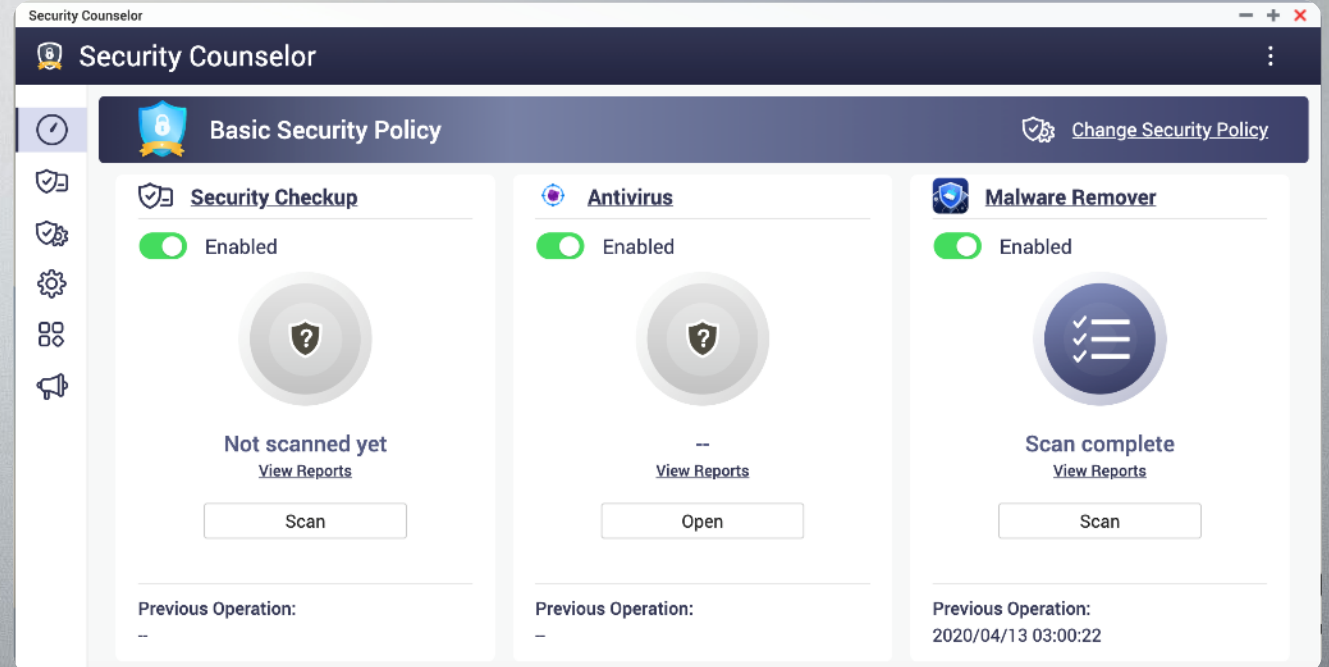 Security Counselor
Security Counselor
Basic Security Policy
Change Security Policy
Security Checkup
Enabled
?
Not scanned yet
View Reports
Scan
Previous Operation:
--
Antivirus
Enabled
?
--
View Reports
Open
Previous Operation:
--
Malware Remover
Enabled
Scan complete
View Reports
Scan
Previous Operation:
2020/04/13 03:00:22